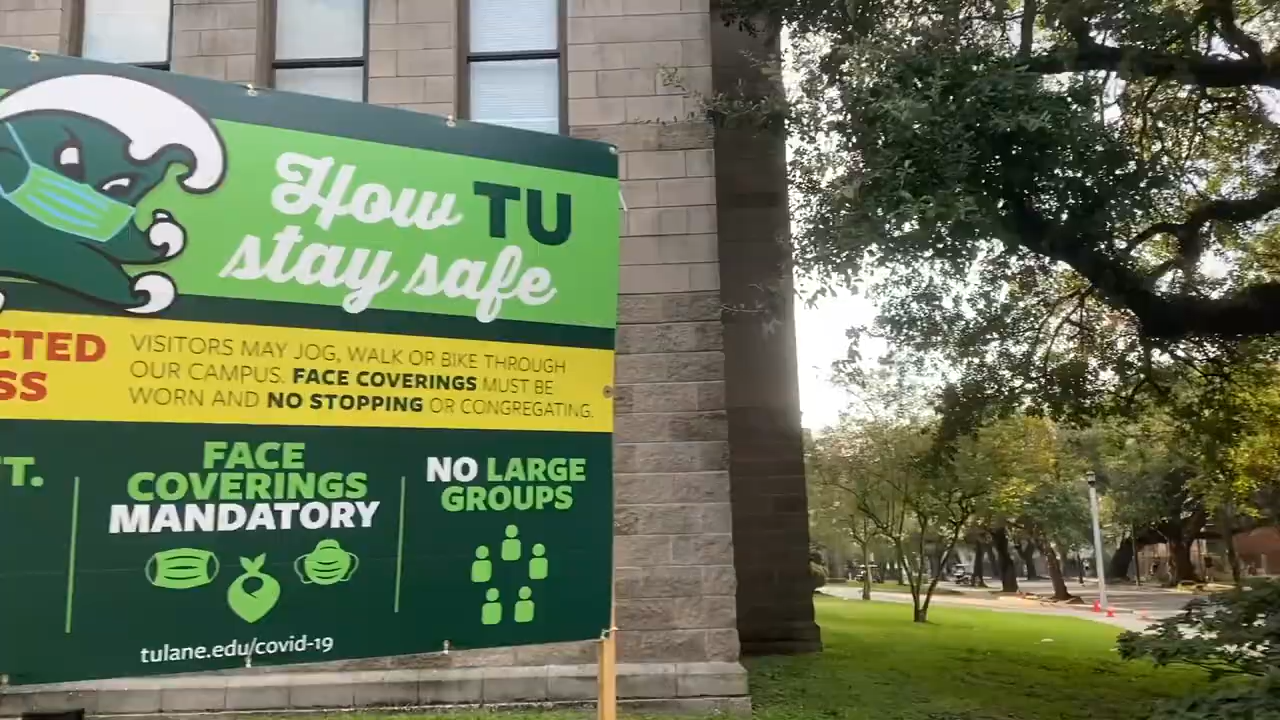 How TU
stay safe
CTED
SS
VISITORS MAY JOG, WALK OR BIKE THROUGH
OUR CAMPUS. FACE COVERINGS MUST BE
WORN AND NO STOPPING OR CONGREGATING.
T.
FACE
COVERINGS
MANDATORY
NO LARGE
GROUPS
tulane.edu/covid-19